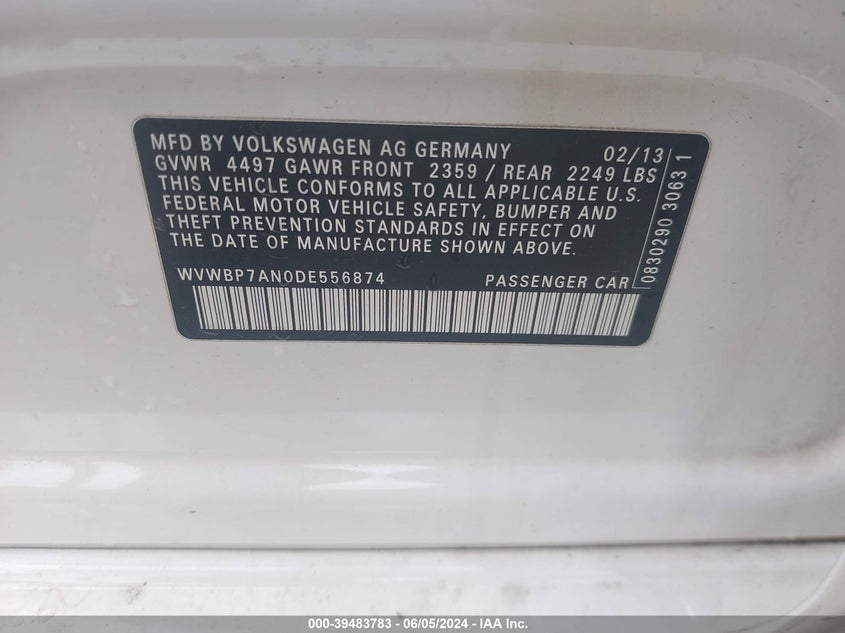 MFD BY VOLKSWAGEN AG GERMANY 02/13
GVWR 4497 GAWR FRONT 2359 / REAR 2249 LBS
THIS VEHICLE CONFORMS TO ALL APPLICABLE U.S.
FEDERAL MOTOR VEHICLE SAFETY, BUMPER AND
THEFT PREVENTION STANDARDS IN EFFECT ON
THE DATE OF MANUFACTURE SHOWN ABOVE.
WVWBP7AN0DE556874 PASSENGER CAR
0830290 3063 1
000-39483783 - 06/05/2024 - IAA Inc.